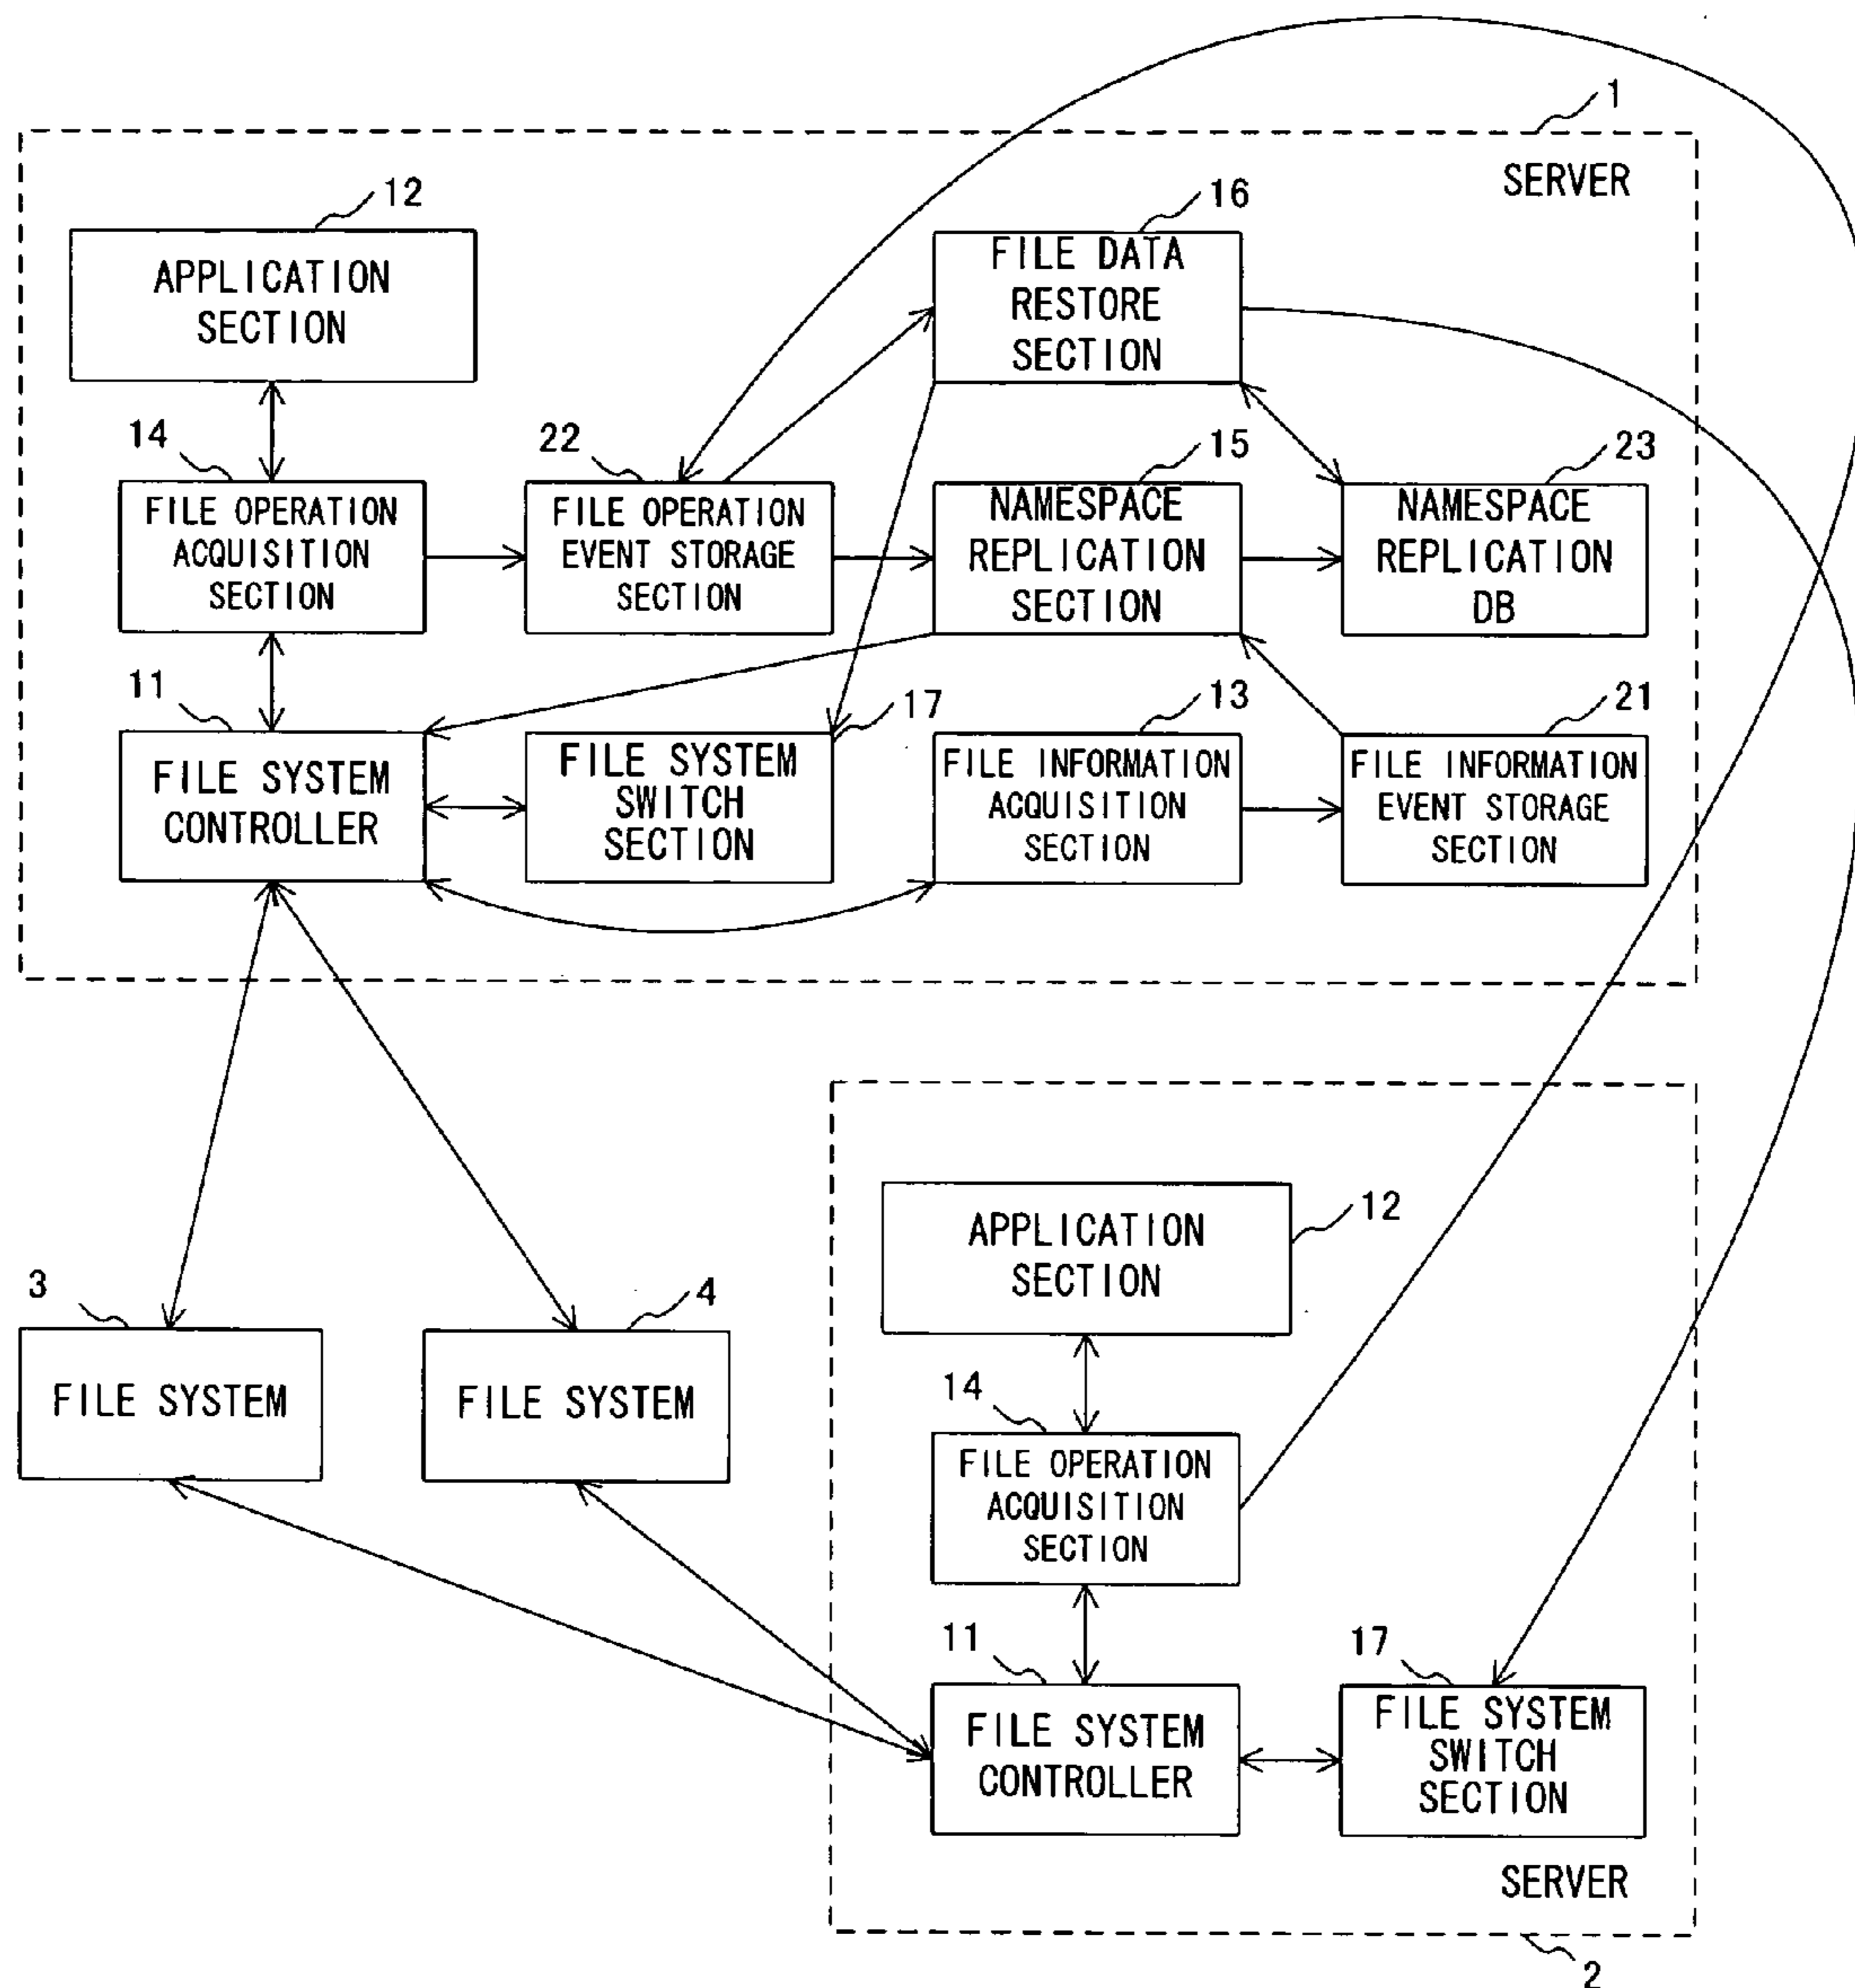 1
SERVER
12
APPLICATION
SECTION
16
FILE DATA
RESTORE
SECTION
14
FILE OPERATION
ACQUISITION
SECTION
22
FILE OPERATION
EVENT STORAGE
SECTION
15
NAMESPACE
REPLICATION
SECTION
23
NAMESPACE
REPLICATION
DB
11
FILE SYSTEM
CONTROLLER
17
FILE SYSTEM
SWITCH
SECTION
13
FILE INFORMATION
ACQUISITION
SECTION
21
FILE INFORMATION
EVENT STORAGE
SECTION
3
FILE SYSTEM
4
FILE SYSTEM
12
APPLICATION
SECTION
14
FILE OPERATION
ACQUISITION
SECTION
11
FILE SYSTEM
CONTROLLER
17
FILE SYSTEM
SWITCH
SECTION
SERVER
2